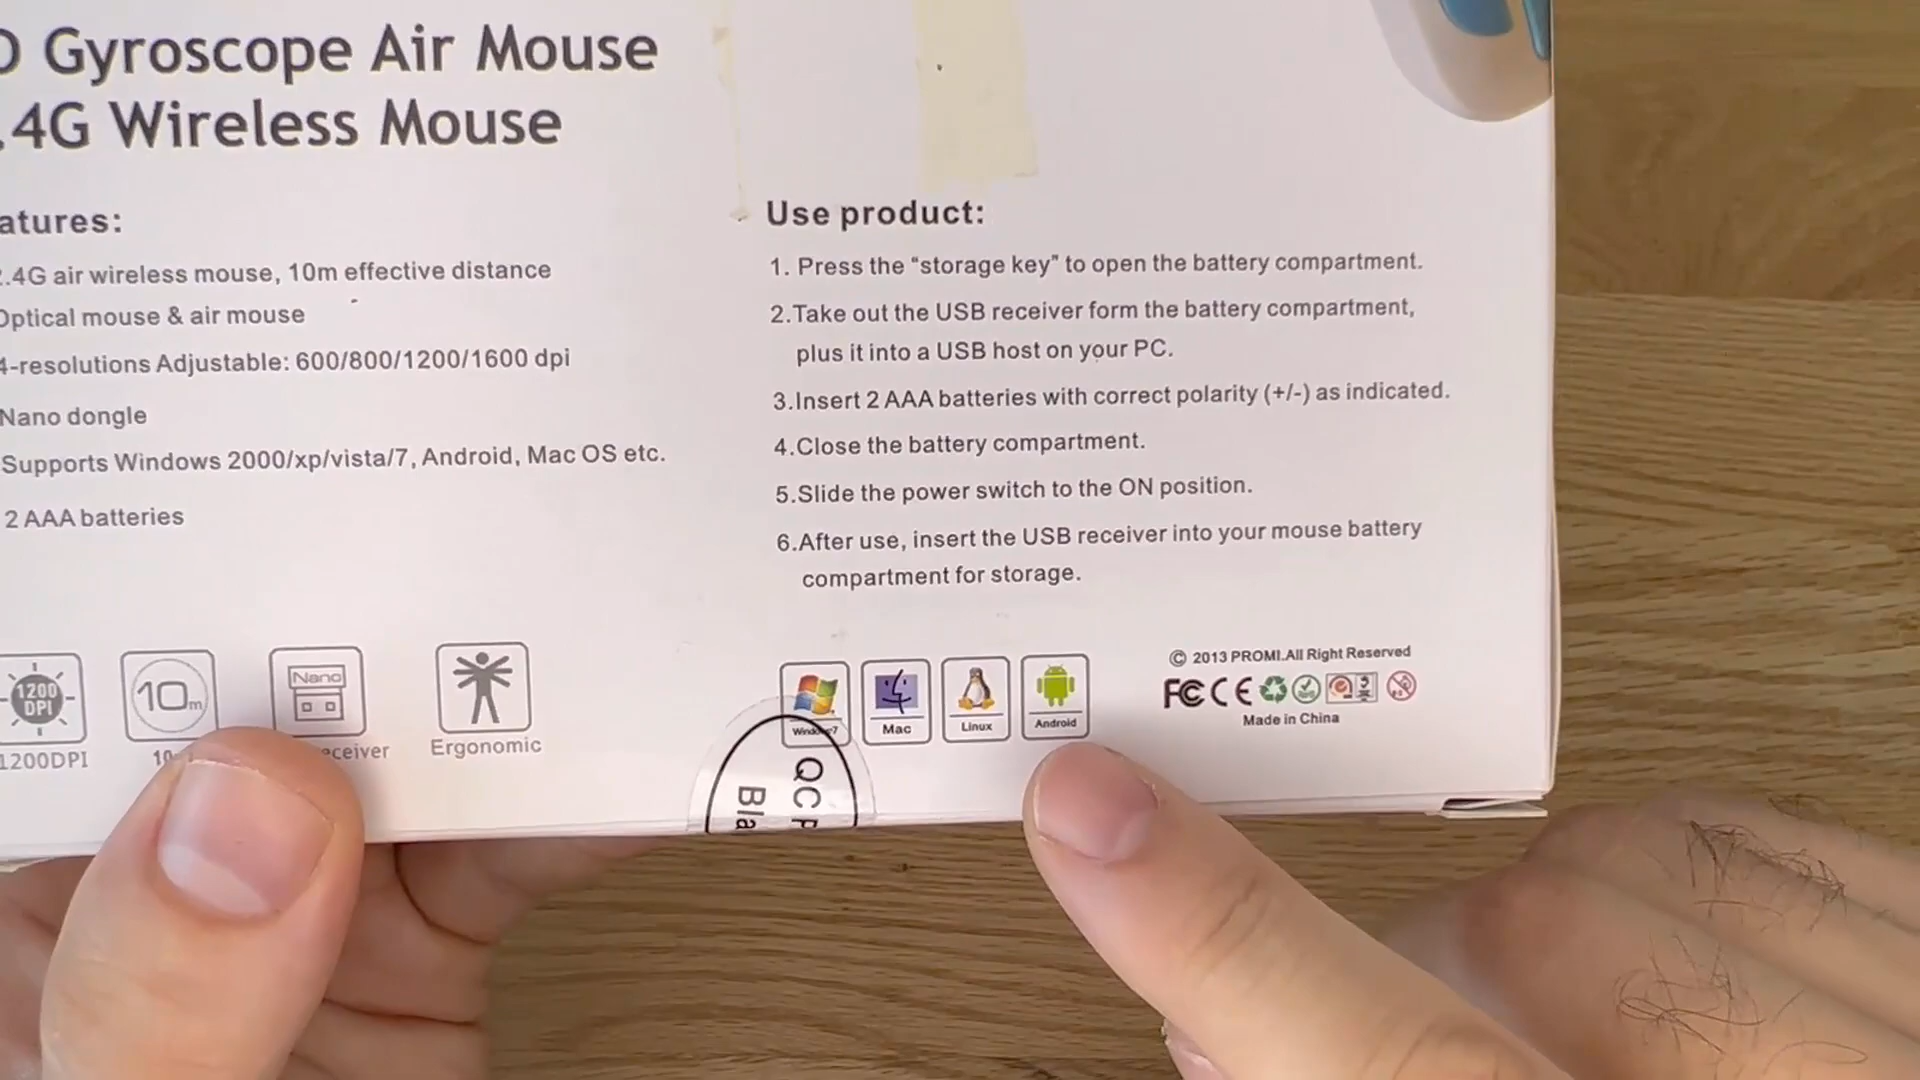 Gyroscope Air Mouse
.4G Wireless Mouse
atures:
.4G air wireless mouse, 10m effective distance
Optical mouse & air mouse
4-resolutions Adjustable: 600/800/1200/1600 dpi
Nano dongle
Supports Windows 2000/xp/vista/7, Android, Mac OS etc.
2 AAA batteries
1200
DPI
1200DPI
10m
10
Nano
eceiver
Ergonomic
Use product:
1. Press the “storage key” to open the battery compartment.
2.Take out the USB receiver form the battery compartment,
plus it into a USB host on your PC.
3.Insert 2 AAA batteries with correct polarity (+/-) as indicated.
4.Close the battery compartment.
5.Slide the power switch to the ON position.
6.After use, insert the USB receiver into your mouse battery
compartment for storage.
Mac
Linux
Android
QC
Bla
© 2013 PROMI.All Right Reserved
FC CE
Made in China